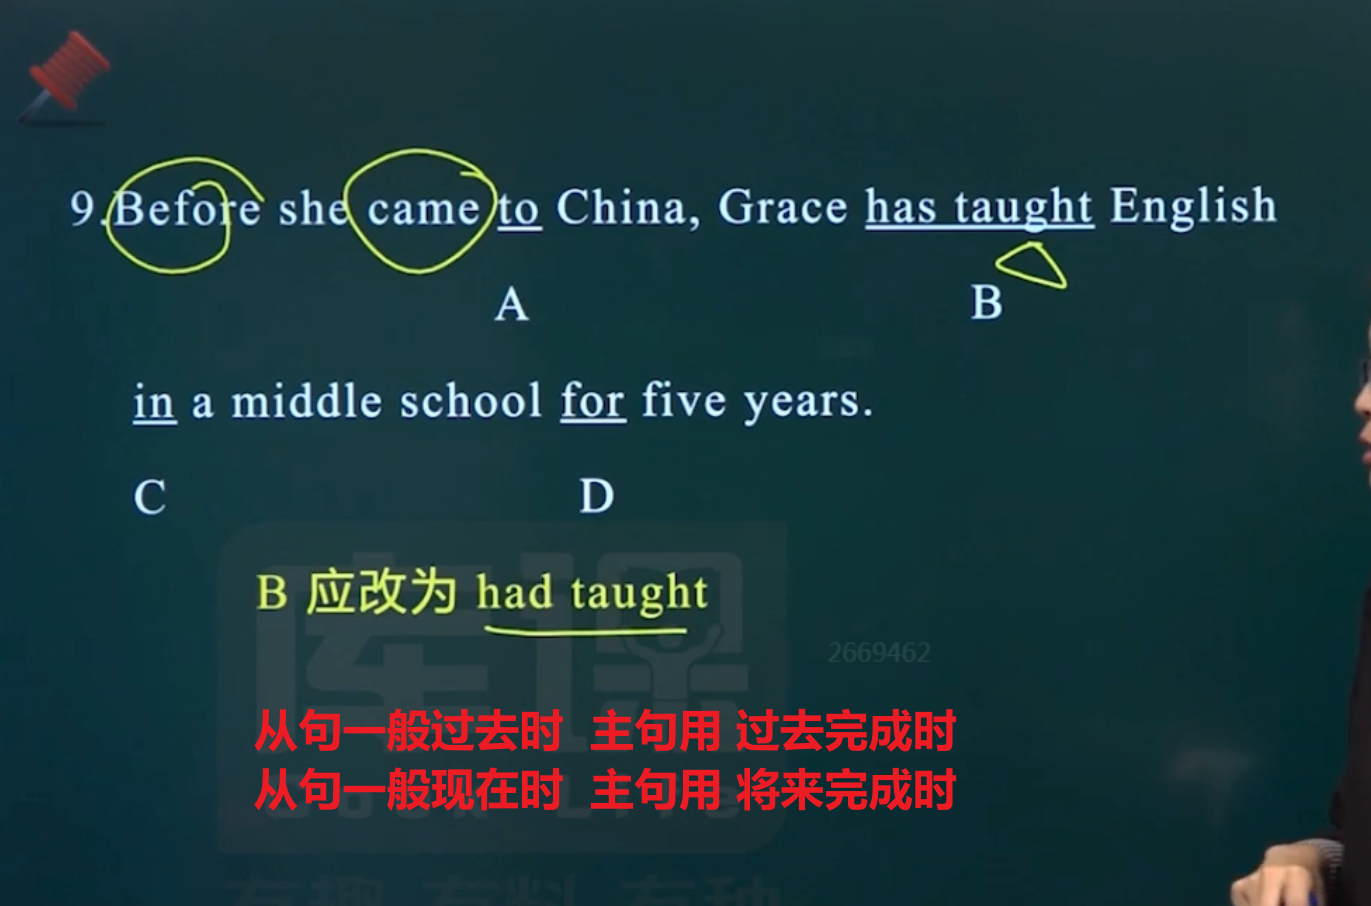 9.Before she came to China, Grace has taught English
A B
in a middle school for five years.
C D
B 应改为 had taught
2669462
从句一般过去时 主句用 过去完成时
从句一般现在时 主句用 将来完成时
库课